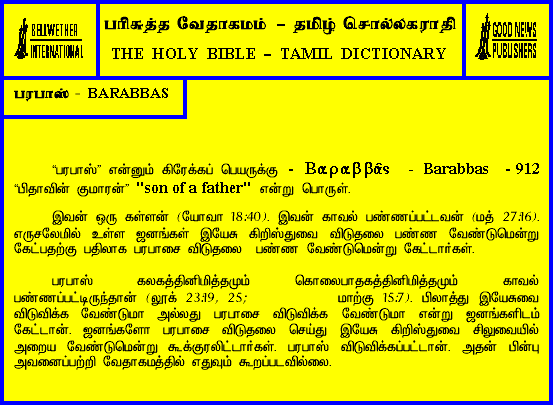 BELLWETHER
INTERNATIONAL
பரிசுத்த வேதாகமம் – தமிழ் சொல்லகராதி
THE HOLY BIBLE – TAMIL DICTIONARY
GOOD NEWS
PUBLISHERS
பரபாஸ் - BARABBAS
“பரபாஸ்” என்னும் கிரேக்கப் பெயருக்கு - Βαραββᾶς - Barabbas - 912
“பிதாவின் குமாரன்” "son of a father" என்று பொருள்.
இவன் ஒரு கள்ளன் (யோவா 18:40). இவன் காவல் பண்ணப்பட்டவன் (மத் 27:16).
எருசலேமில் உள்ள ஜனங்கள் இயேசு கிறிஸ்துவை விடுதலை பண்ண வேண்டுமென்று
கேட்பதற்கு பதிலாக பரபாசை விடுதலை பண்ண வேண்டுமென்று கேட்டார்கள்.
பரபாஸ் கலகத்தினிமித்தமும் கொலைபாதகத்தினிமித்தமும் காவல்
பண்ணப்பட்டிருந்தான் (லூக் 23:19, 25; மாற்கு 15:7). பிலாத்து இயேசுவை
விடுவிக்க வேண்டுமா அல்லது பரபாசை விடுவிக்க வேண்டுமா என்று ஜனங்களிடம்
கேட்டான். ஜனங்களோ பரபாசை விடுதலை செய்து இயேசு கிறிஸ்துவை சிலுவையில்
அறைய வேண்டுமென்று கூக்குரலிட்டார்கள். பரபாஸ் விடுவிக்கப்பட்டான். அதன் பின்பு
அவனைப்பற்றி வேதாகமத்தில் எதுவும் கூறப்படவில்லை.